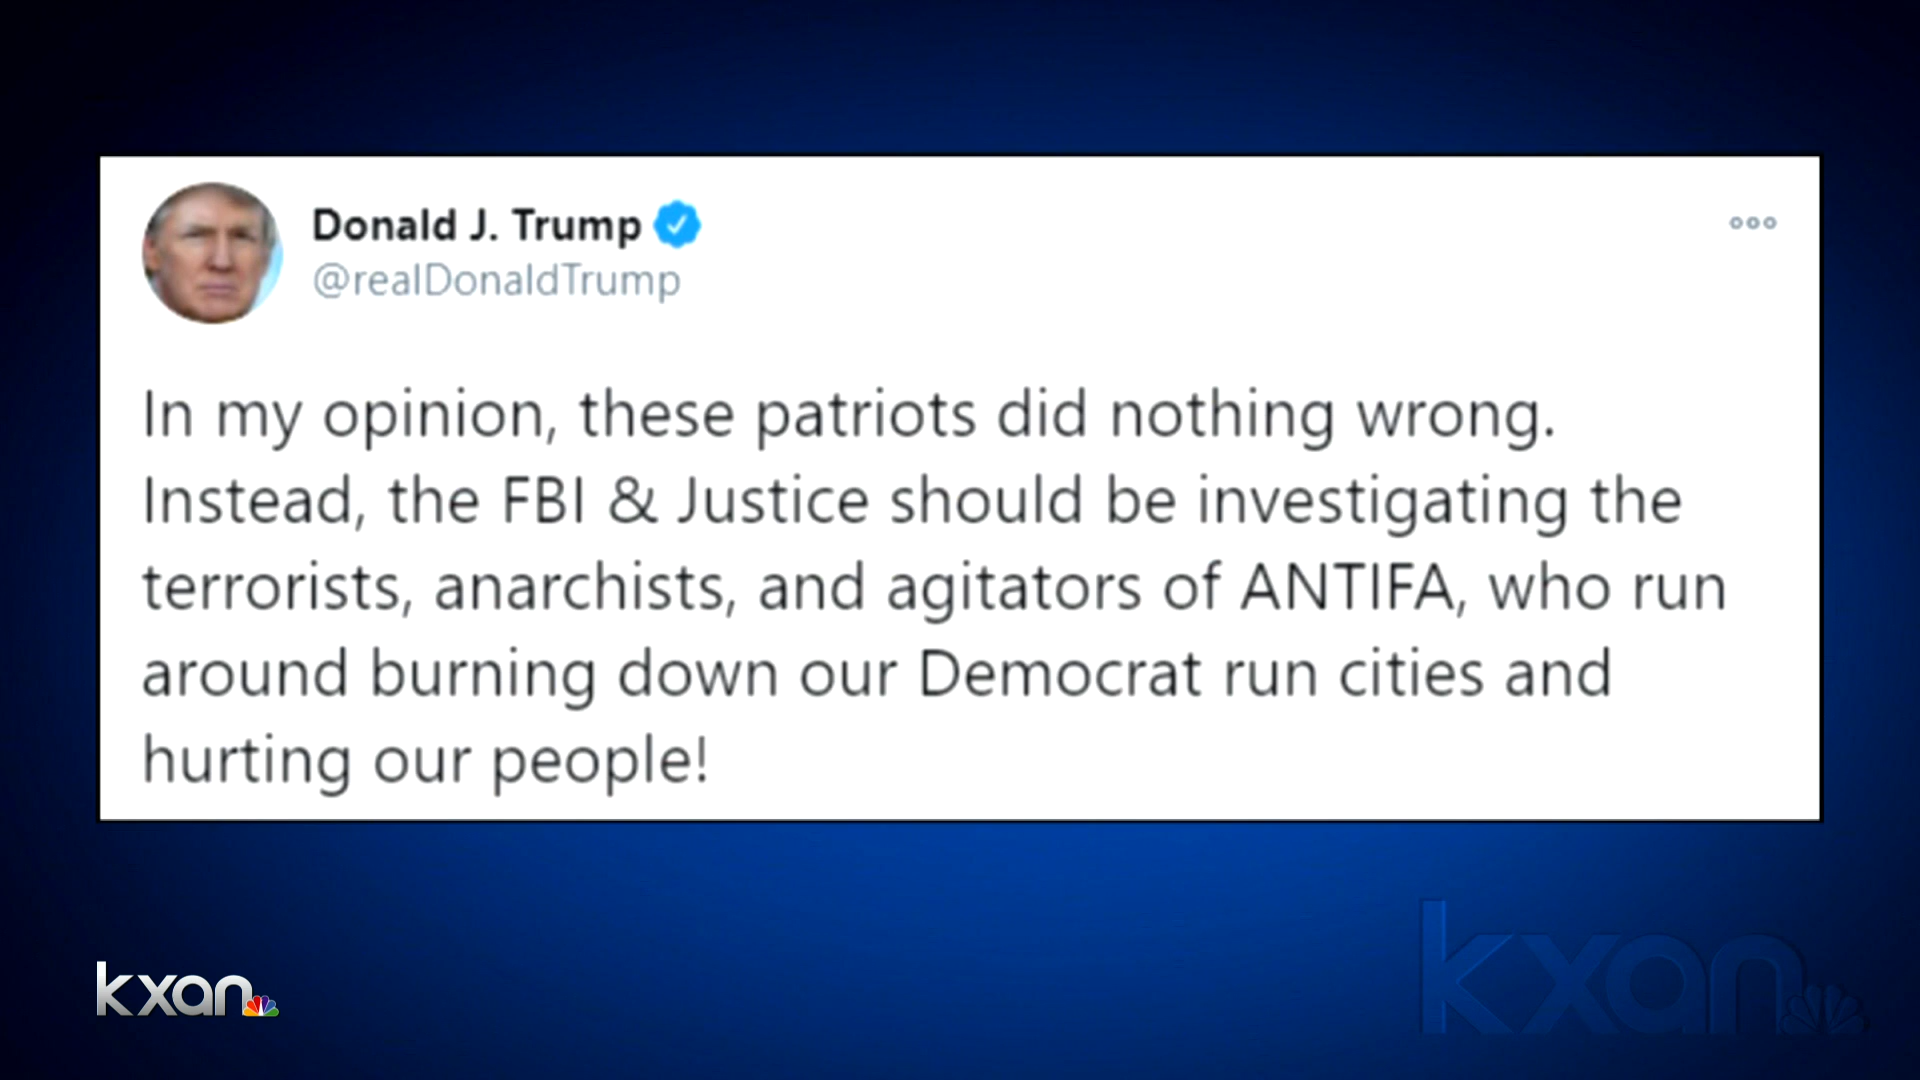 Donald J. Trump
@realDonaldTrump
In my opinion, these patriots did nothing wrong.
Instead, the FBI & Justice should be investigating the
terrorists, anarchists, and agitators of ANTIFA, who run
around burning down our Democrat run cities and
hurting our people!
kxan
kxan